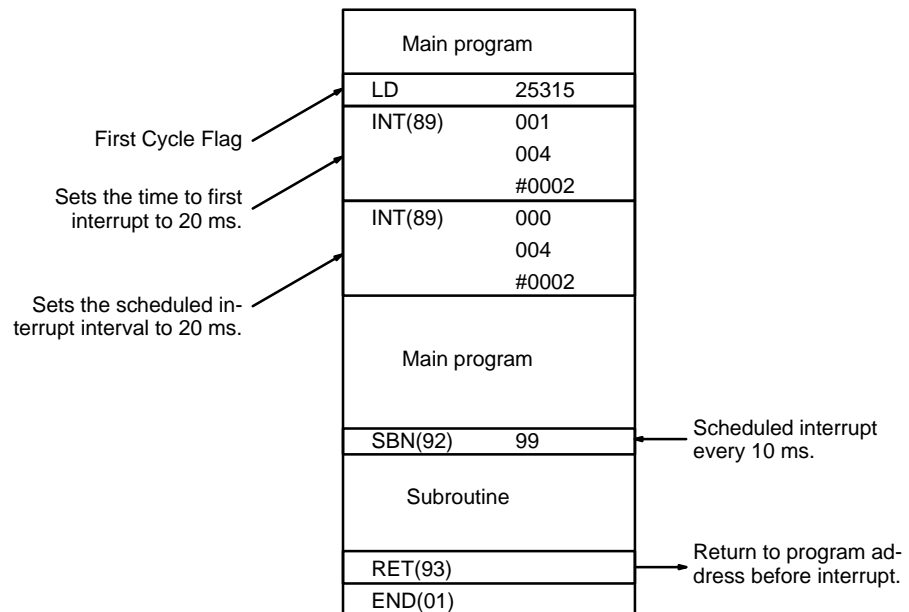 Main program
LD 25315
First Cycle Flag
INT(89) 001
004
#0002
Sets the time to first
interrupt to 20 ms.
INT(89) 000
004
#0002
Sets the scheduled in-
terrupt interval to 20 ms.
Main program
SBN(92) 99
Scheduled interrupt
every 10 ms.
Subroutine
RET(93)
Return to program ad-
dress before interrupt.
END(01)